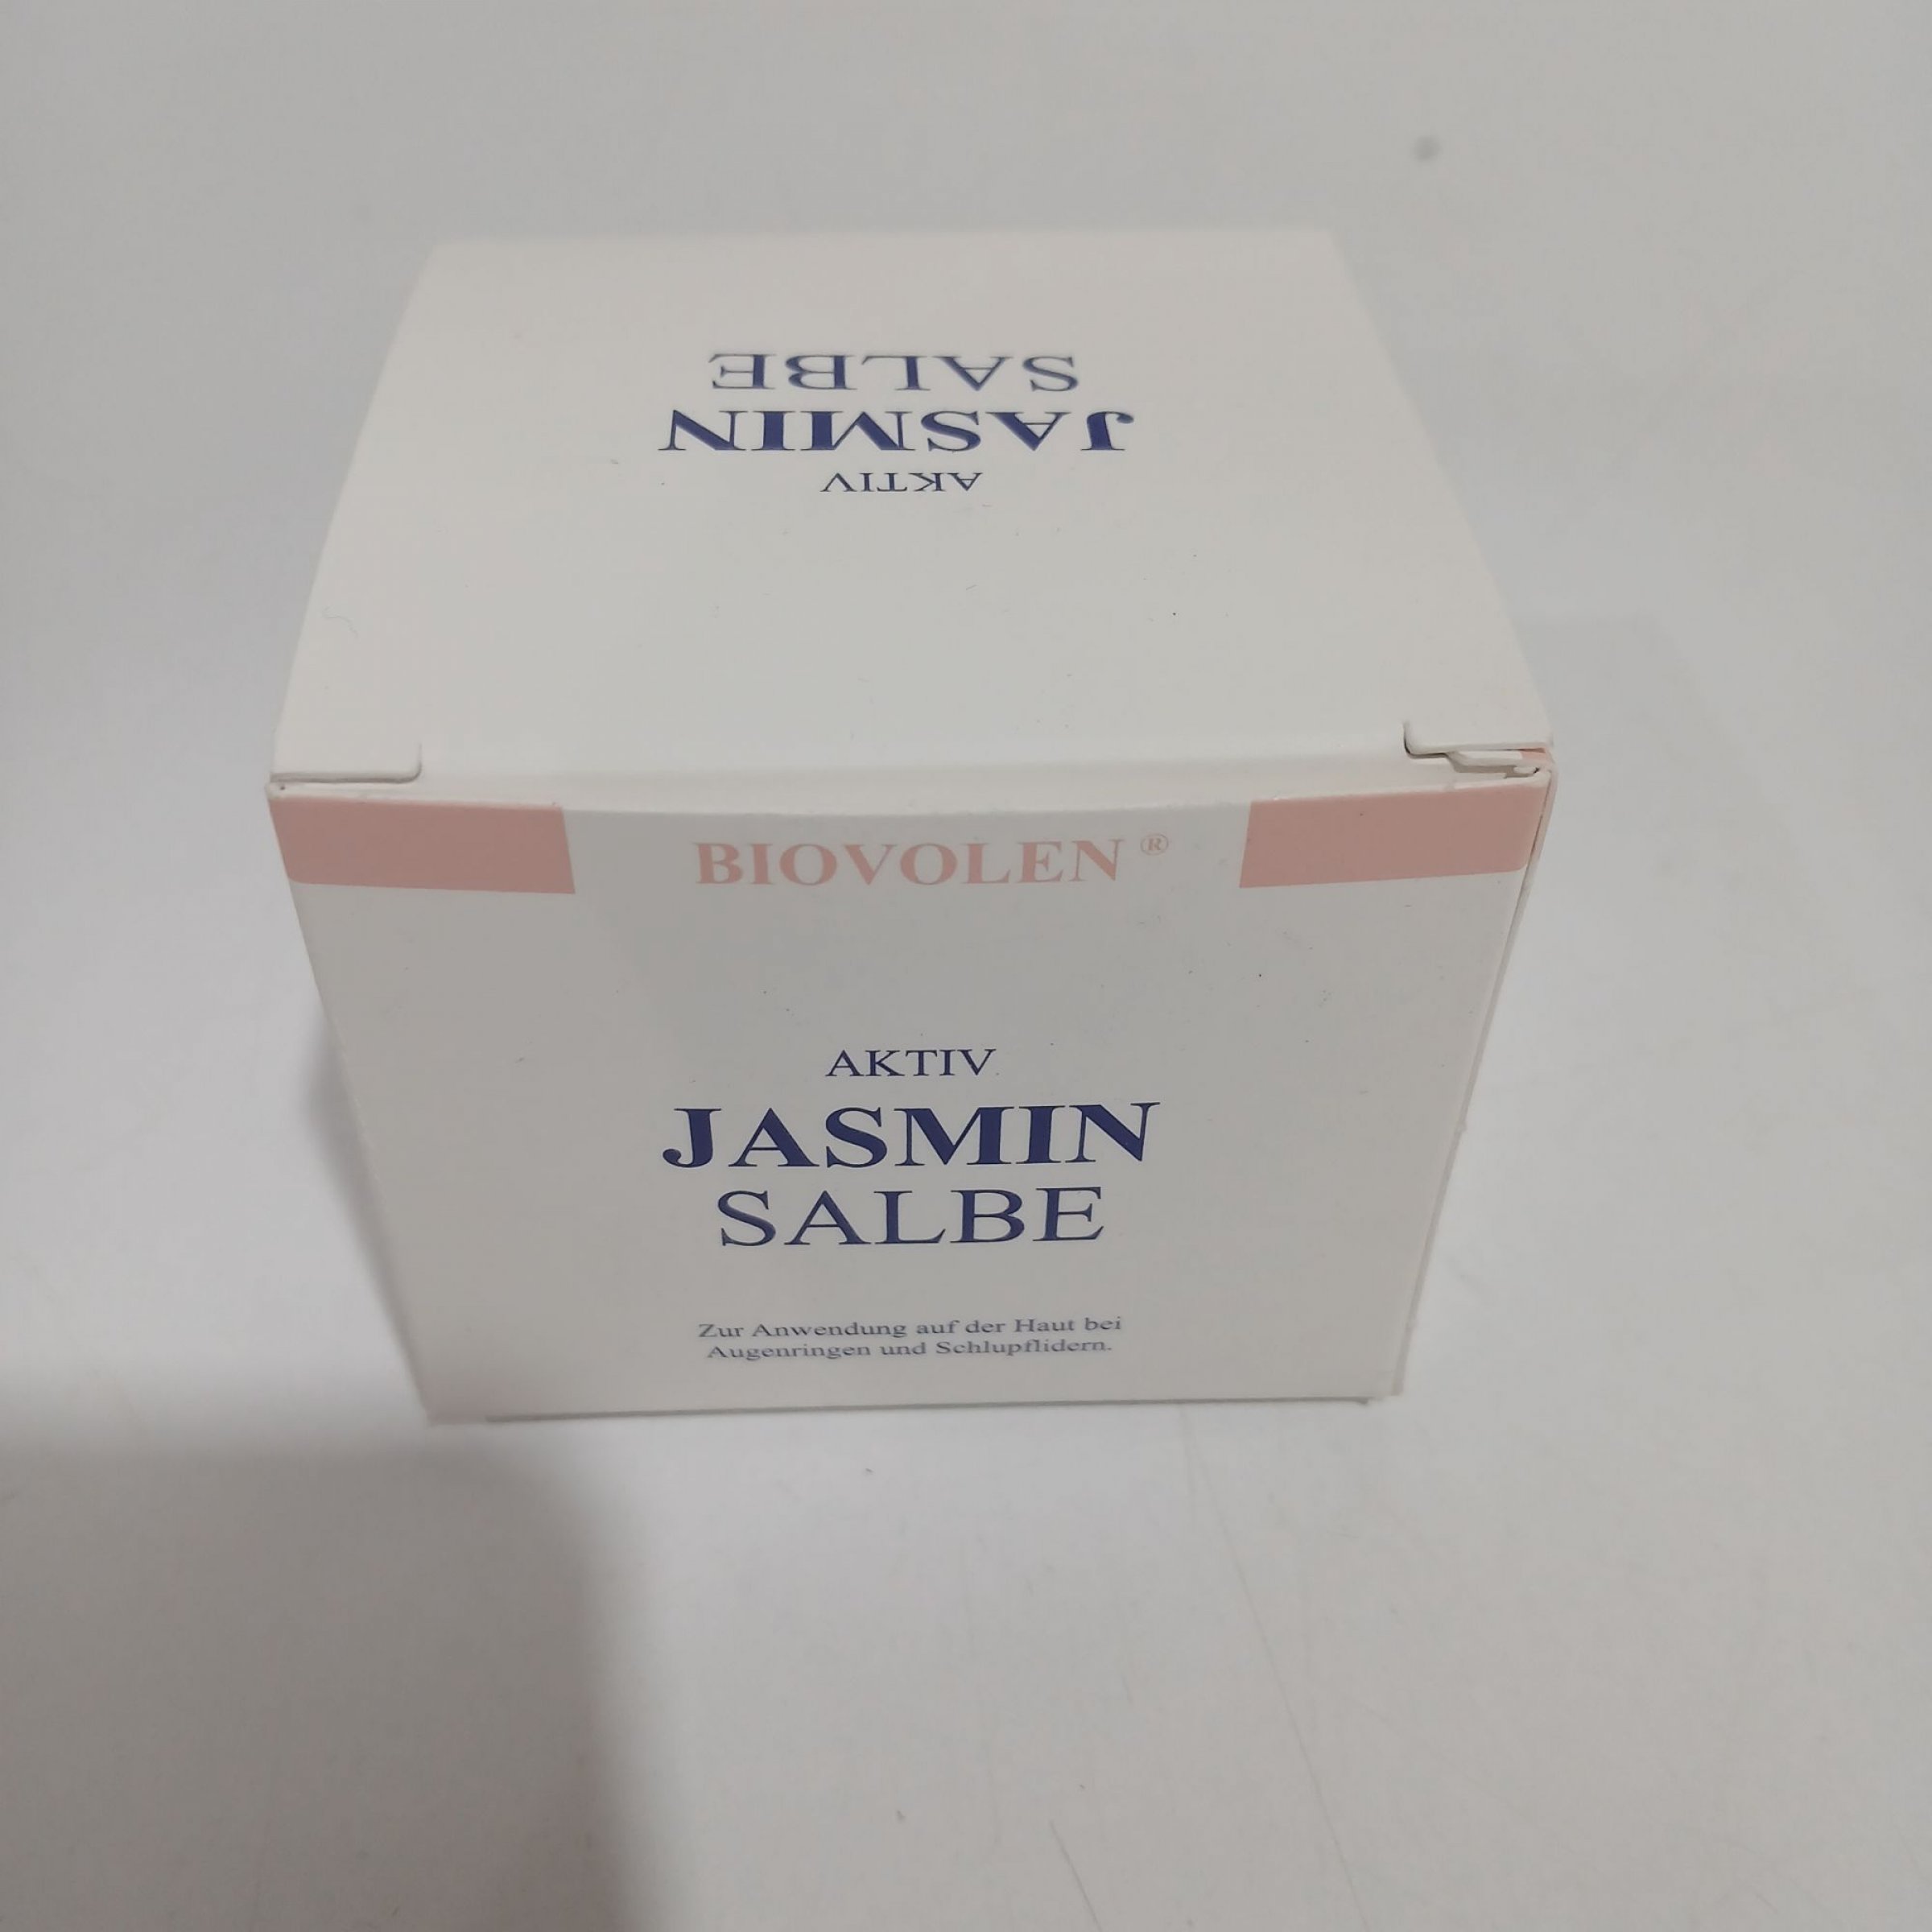 AKTIV
JASMIN
SALBE
BIOVOLEN®
AKTIV
JASMIN
SALBE
Zur Anwendung auf der Haut bei
Augenringen und Schlupflidern.